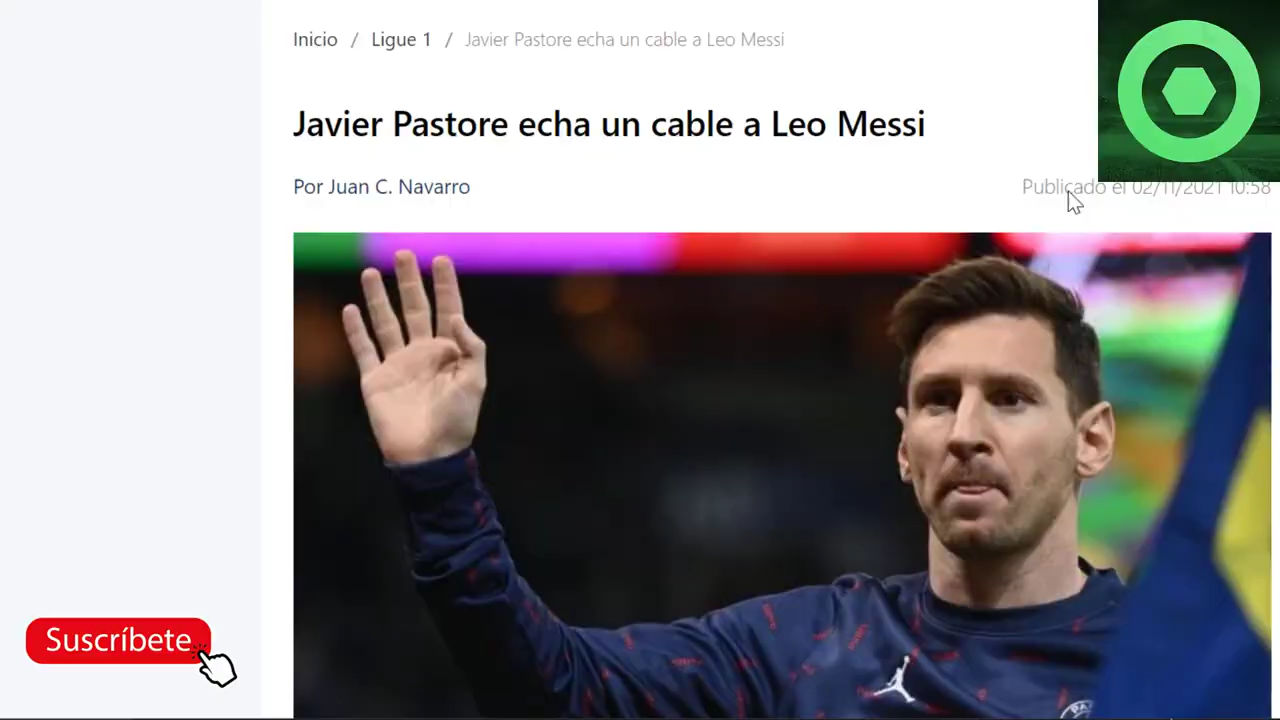 Inicio / Ligue 1 / Javier Pastore echa un cable a Leo Messi
Javier Pastore echa un cable a Leo Messi
Por Juan C. Navarro
Publicado el 02/11/2021 10:58
Suscríbete